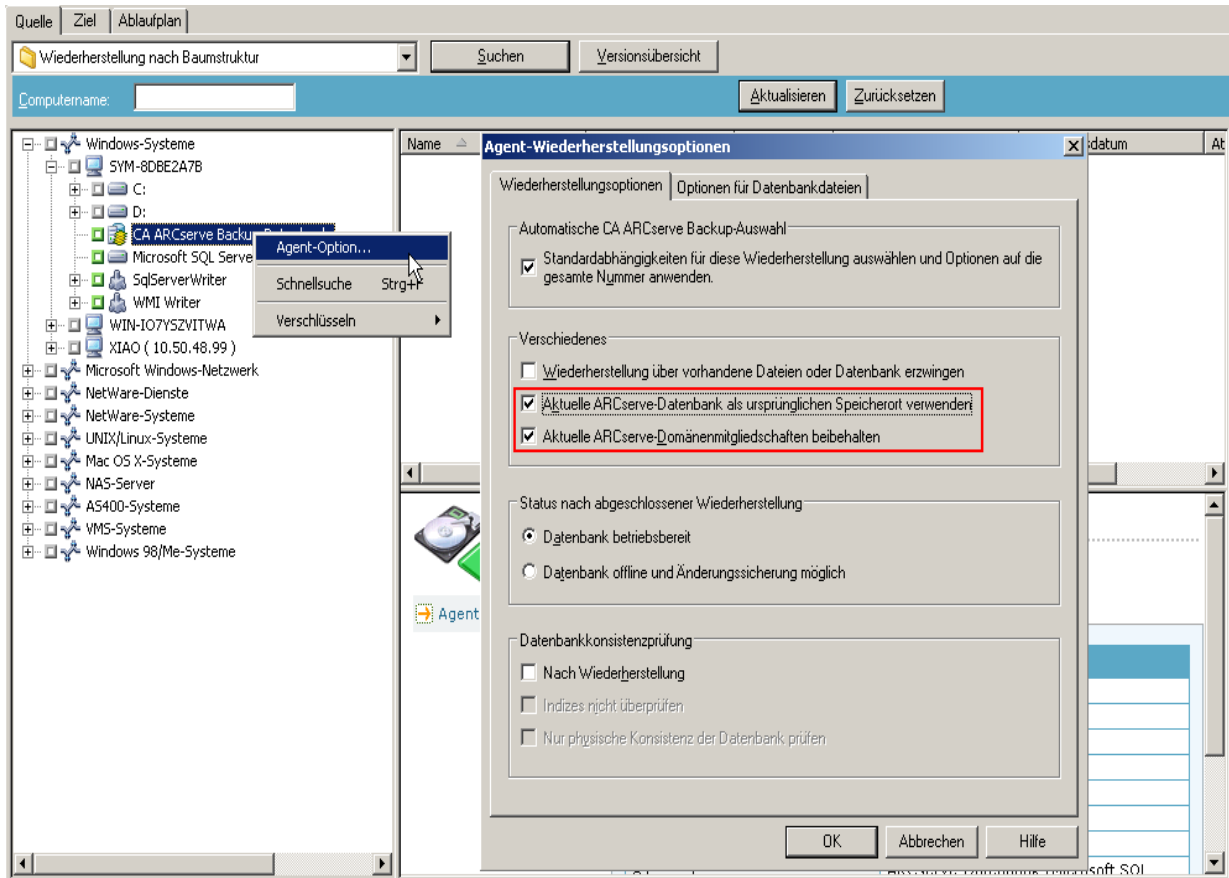 Quelle Ziel Ablaufplan
Wiederherstellung nach Baumstruktur Suchen Versionsübersicht
Computername: Aktualisieren Zurücksetzen
Windows-Systeme
SYM-8DBE2A7B
C:
D:
CA ARCserve Backup
Microsoft SQL Serve
SqlServerWriter
WMI Writer
WIN-IO7YSZVITWA
XIAO ( 10.50.48.99 )
Microsoft Windows-Netzwerk
NetWare-Dienste
NetWare-Systeme
UNIX/Linux-Systeme
Mac OS X-Systeme
NAS-Server
AS400-Systeme
VMS-Systeme
Windows 98/Me-Systeme
Agent-Option...
Schnellsuche Strg+F
Verschlüsseln
Name
kdatum
At
Agent
Agent-Wiederherstellungsoptionen
Wiederherstellungsoptionen Optionen für Datenbankdateien
Automatische CA ARCserve Backup-Auswahl
Standardabhängigkeiten für diese Wiederherstellung auswählen und Optionen auf die
gesamte Nummer anwenden.
Verschiedenes
Wiederherstellung über vorhandene Dateien oder Datenbank erzwingen
Aktuelle ARCserve-Datenbank als ursprünglichen Speicherort verwenden
Aktuelle ARCserve-Domänenmitgliedschaften beibehalten
Status nach abgeschlossener Wiederherstellung
Datenbank betriebsbereit
Datenbank offline und Änderungssicherung möglich
Datenbankkonsistenzprüfung
Nach Wiederherstellung
Indizes nicht überprüfen
Nur physische Konsistenz der Datenbank prüfen
OK Abbrechen Hilfe